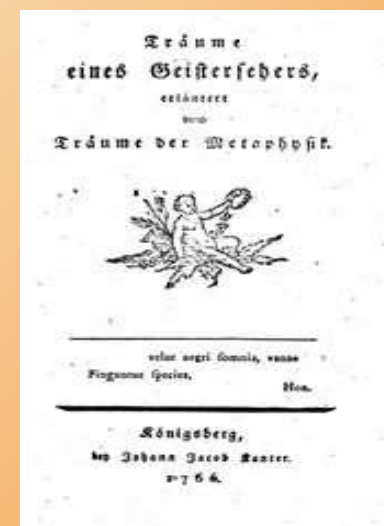 Träume
eines Geistersehers,
erläutert
durch
Träume der Metaphysik.
velut aegri somnia, vanae
Finguntur species.
Hor.
Königsberg,
bey Johann Jacob Kanter.
1766.